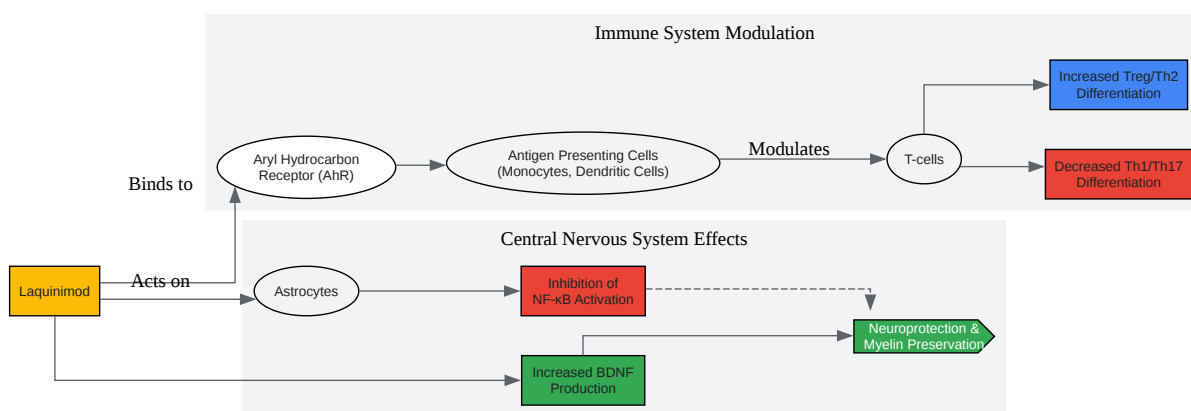 Immune System Modulation
Increased Treg/Th2
Differentiation
Aryl Hydrocarbon
Receptor (AhR)
Antigen Presenting Cells
(Monocytes, Dendritic Cells)
Modulates
T-cells
Decreased Th1/Th17
Differentiation
Binds to
Central Nervous System Effects
Laquinimod
Acts on
Astrocytes
Inhibition of
NF-κB Activation
Neuroprotection &
Myelin Preservation
Increased BDNF
Production